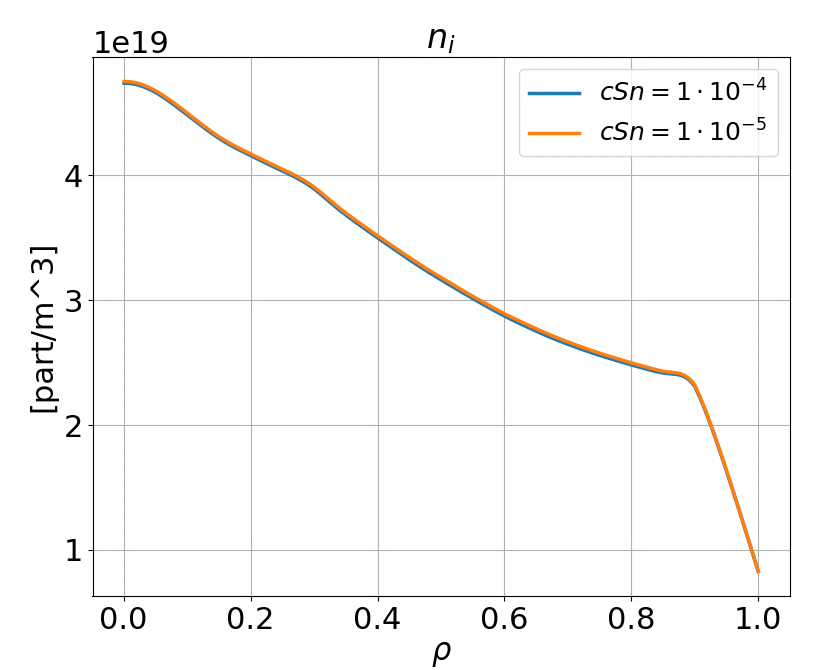 1e19
n_i
cSn = 1 · 10⁻⁴
cSn = 1 · 10⁻⁵
[part/m^3]
4
3
2
1
0.0 0.2 0.4 0.6 0.8 1.0
ρ